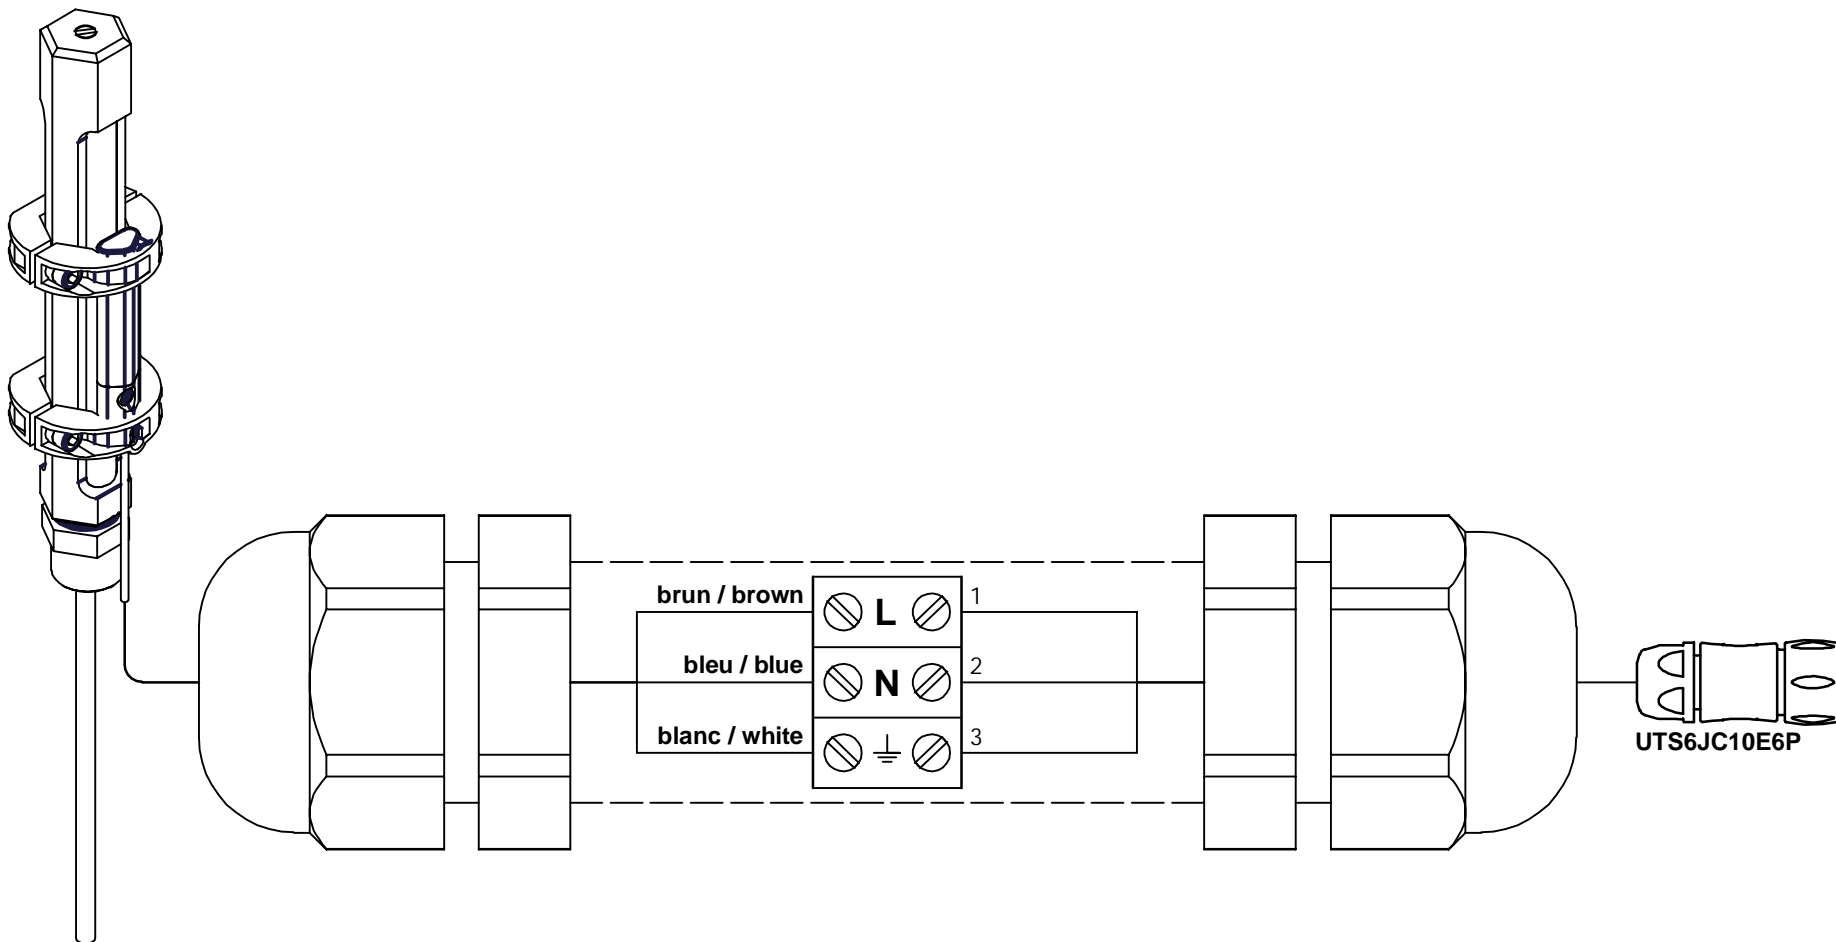 brun / brown L 1
bleu / blue N 2
blanc / white 3
UTS6JC10E6P